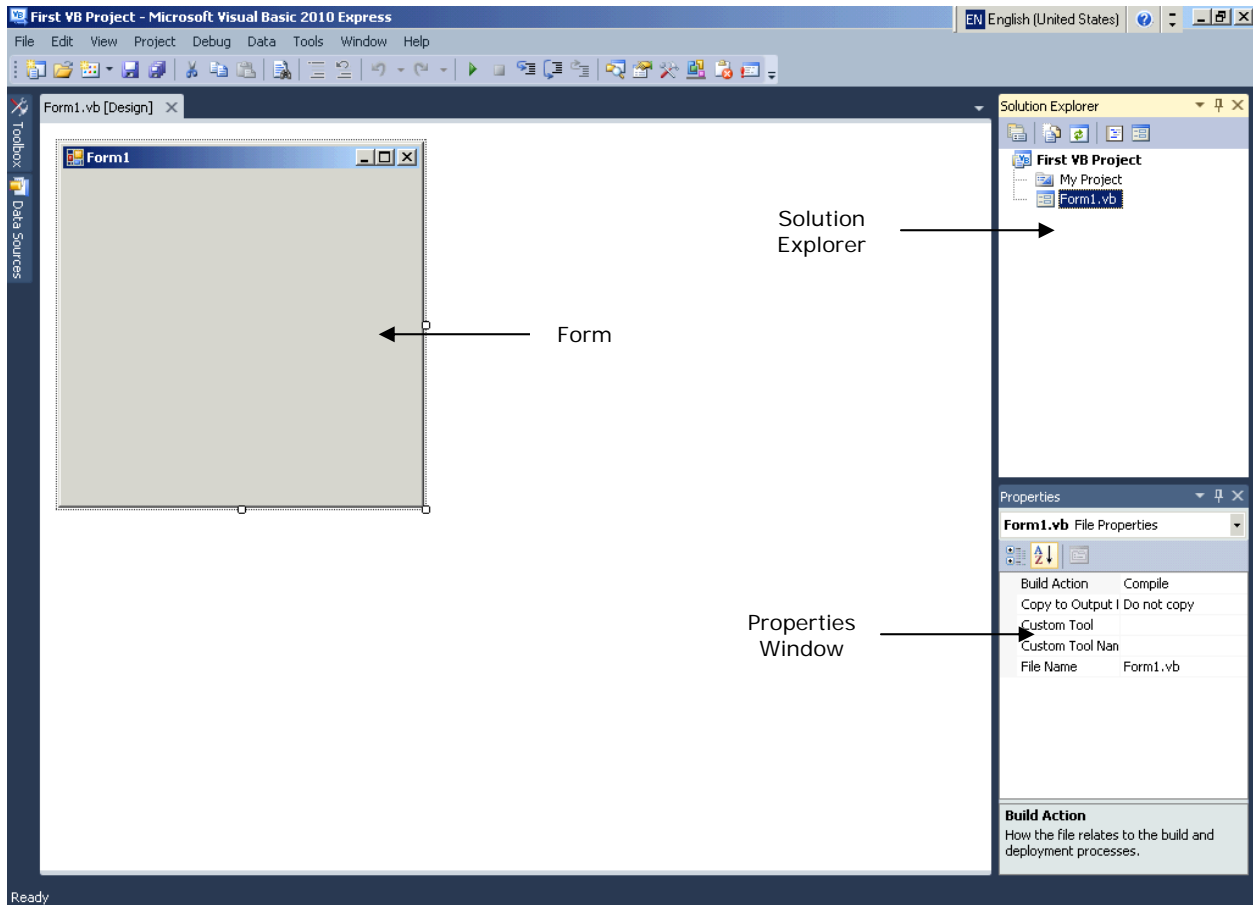 First VB Project - Microsoft Visual Basic 2010 Express
EN English (United States)
File Edit View Project Debug Data Tools Window Help
Toolbox
Data Sources
Form1.vb [Design]
Form1
Form
Solution
Explorer
Solution Explorer
First VB Project
My Project
Form1.vb
Properties
Window
Properties
Form1.vb File Properties
Build Action Compile
Copy to Output Do not copy
Custom Tool
Custom Tool Nan
File Name Form1.vb
Build Action
How the file relates to the build and
deployment processes.
Ready